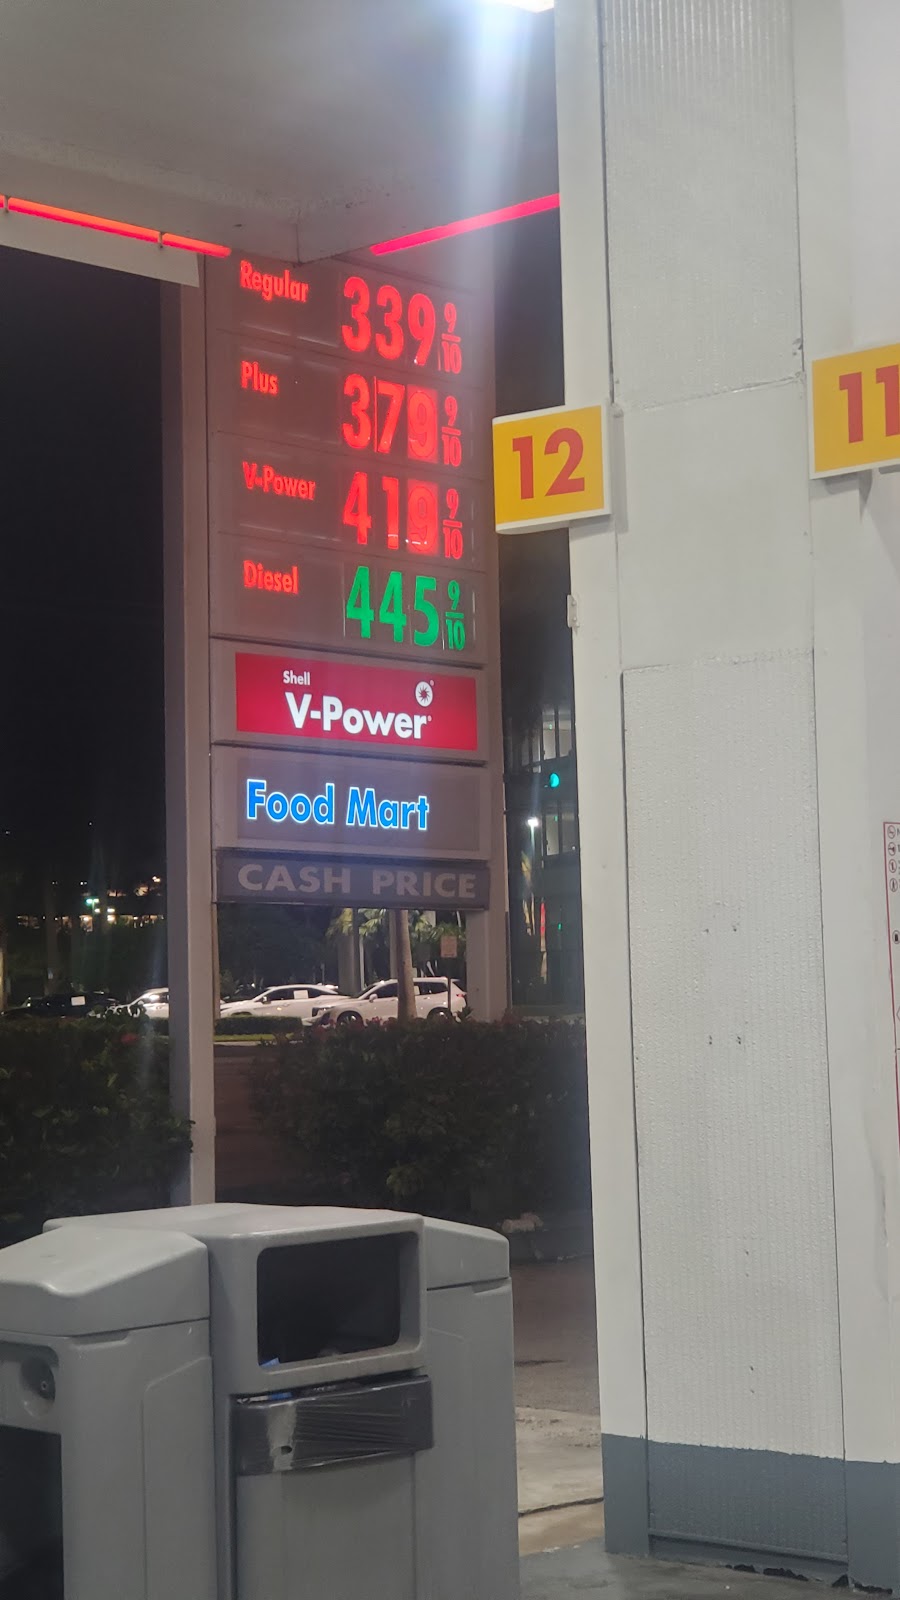 Regular 339 9/10
Plus 379 9/10
V-Power 419 9/10
Diesel 445 9/10
12
11
Shell
V-Power
Food Mart
CASH PRICE